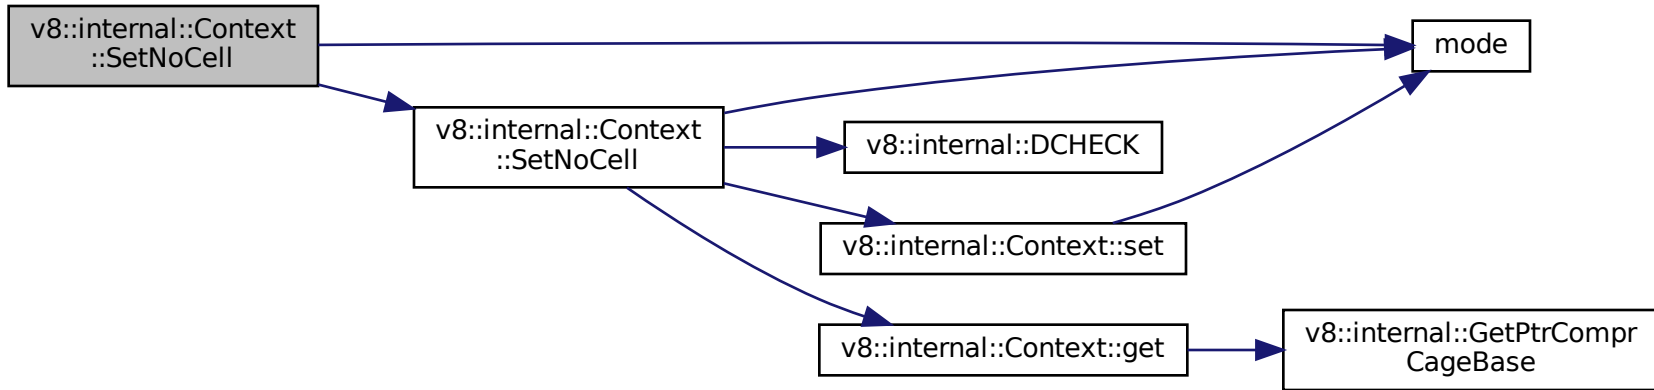 v8::internal::Context
::SetNoCell
mode
v8::internal::Context
::SetNoCell
v8::internal::DCHECK
v8::internal::Context::set
v8::internal::Context::get
v8::internal::GetPtrCompr
CageBase